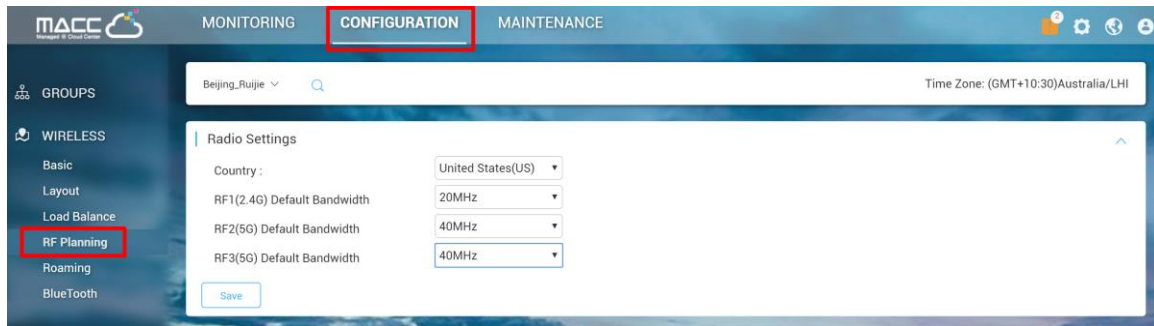 MACC
Managed @ Cloud Center
MONITORING CONFIGURATION MAINTENANCE
2
GROUPS
WIRELESS
Basic
Layout
Load Balance
RF Planning
Roaming
BlueTooth
Beijing_Ruijie
Time Zone: (GMT+10:30)Australia/LHI
Radio Settings
Country : United States(US)
RF1(2.4G) Default Bandwidth 20MHz
RF2(5G) Default Bandwidth 40MHz
RF3(5G) Default Bandwidth 40MHz
Save